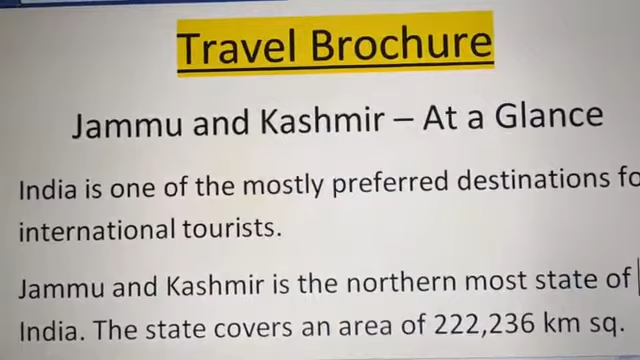 Travel Brochure
Jammu and Kashmir – At a Glance
India is one of the mostly preferred destinations fo
international tourists.
Jammu and Kashmir is the northern most state of
India. The state covers an area of 222,236 km sq.